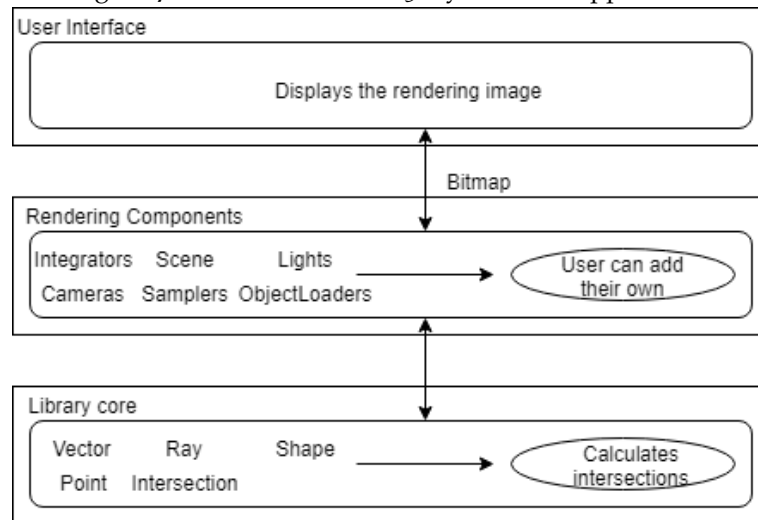 User Interface
Displays the rendering image
Bitmap
Rendering Components
Integrators Scene Lights
Cameras Samplers ObjectLoaders
User can add
their own
Library core
Vector Ray Shape
Point Intersection
Calculates
intersections